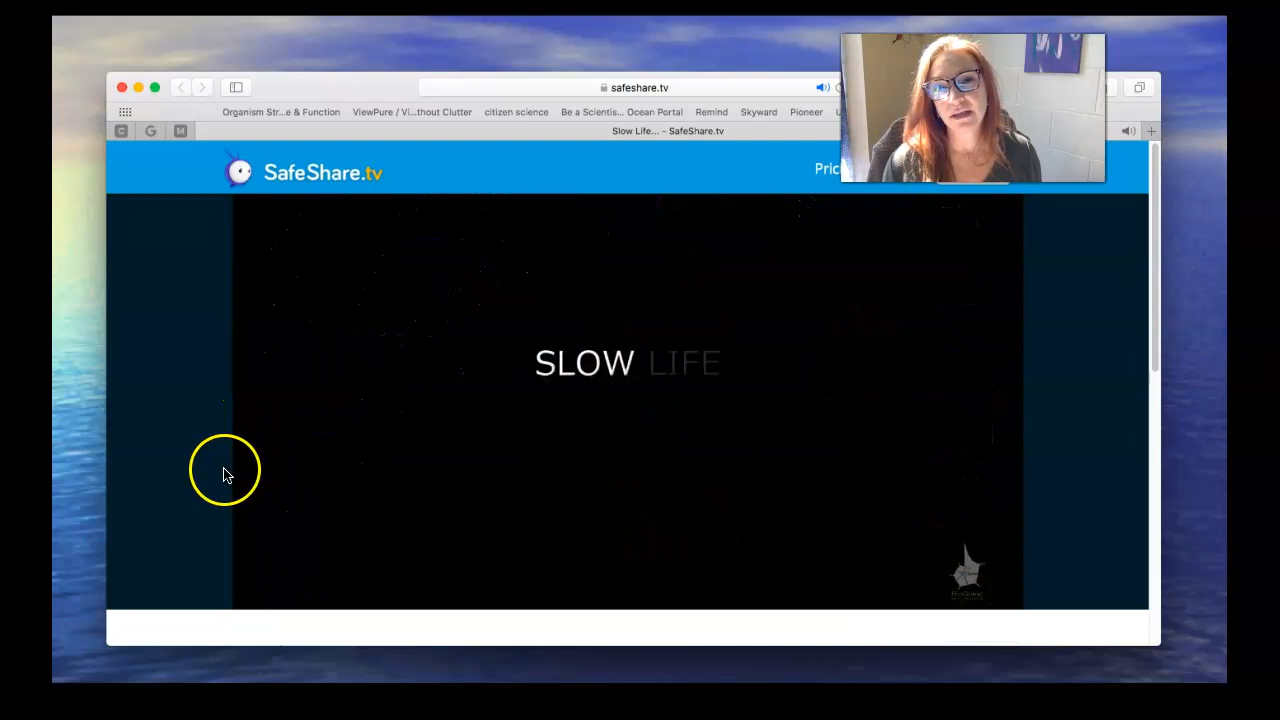 safeshare.tv
Organism Str...e & Function ViewPure / Vi...thout Clutter citizen science Be a Scientis... Ocean Portal Remind Skyward Pioneer
C G M Slow Life... - SafeShare.tv
SafeShare.tv
SLOW LIFE